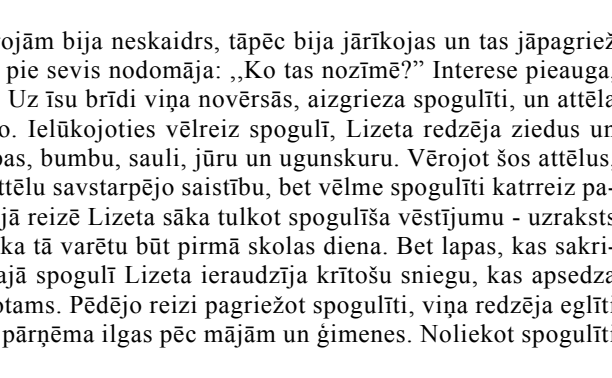 ojām bija neskaidrs, tāpēc bija jārīkojas un tas jāpagriež
pie sevis nodomāja: ,,Ko tas nozīmē?” Interese pieauga,
Uz īsu brīdi viņa novērsās, aizgrieza spogulīti, un attēla
o. Ielūkojoties vēlreiz spogulī, Lizeta redzēja ziedus un
pas, bumbu, sauli, jūru un ugunskuru. Vērojot šos attēlus,
ttēlu savstarpējo saistību, bet vēlme spogulīti katrreiz pa-
jā reizē Lizeta sāka tulkot spogulīša vēstījumu - uzraksts
ka tā varētu būt pirmā skolas diena. Bet lapas, kas sakri-
ajā spogulī Lizeta ieraudzīja krītošu sniegu, kas apsedza
otams. Pēdējo reizi pagriežot spogulīti, viņa redzēja eglīti
pārņēma ilgas pēc mājām un ģimenes. Noliekot spogulīti